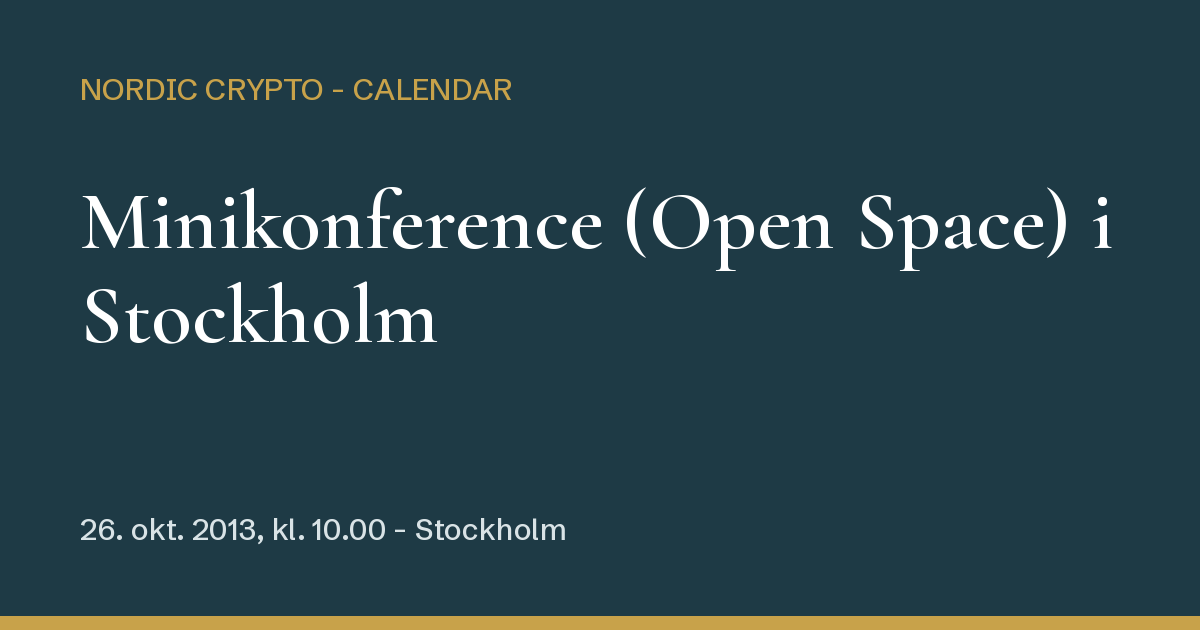 NORDIC CRYPTO - CALENDAR
Minikonference (Open Space) i
Stockholm
26. okt. 2013, kl. 10.00 - Stockholm